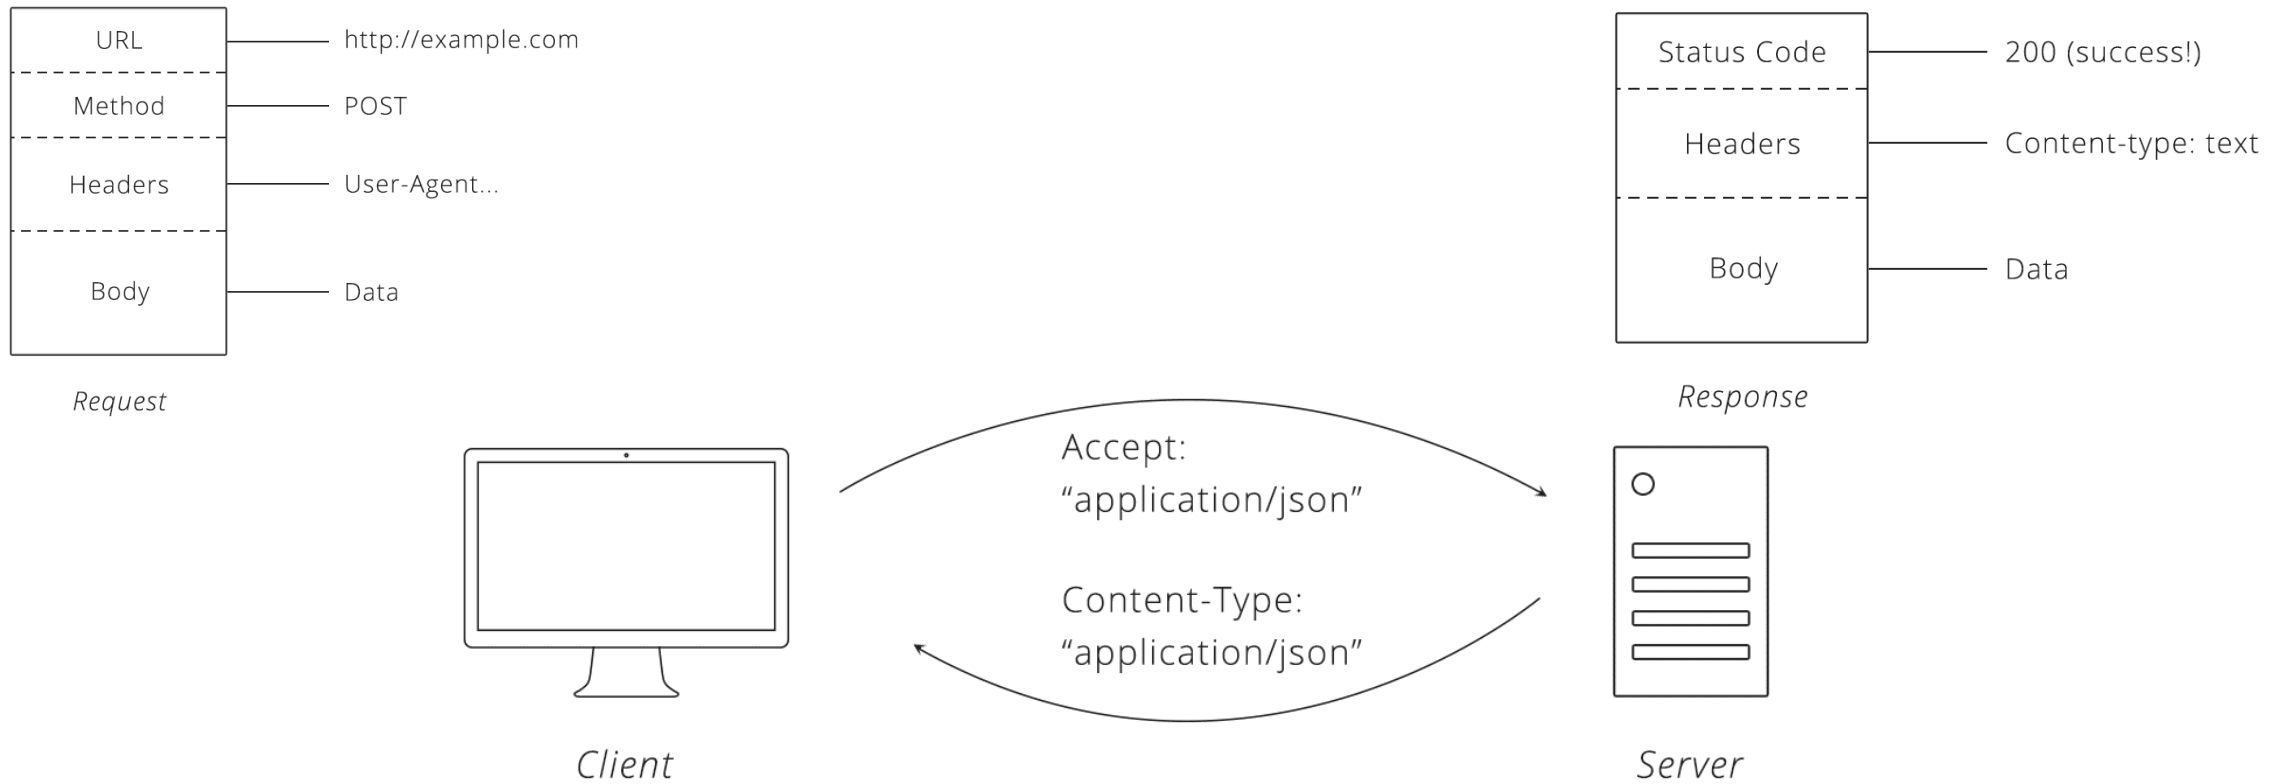 URL
http://example.com
Method
POST
Headers
User-Agent...
Body
Data
Request
Status Code
200 (success!)
Headers
Content-type: text
Body
Data
Response
Accept:
“application/json”
Content-Type:
“application/json”
Client
Server